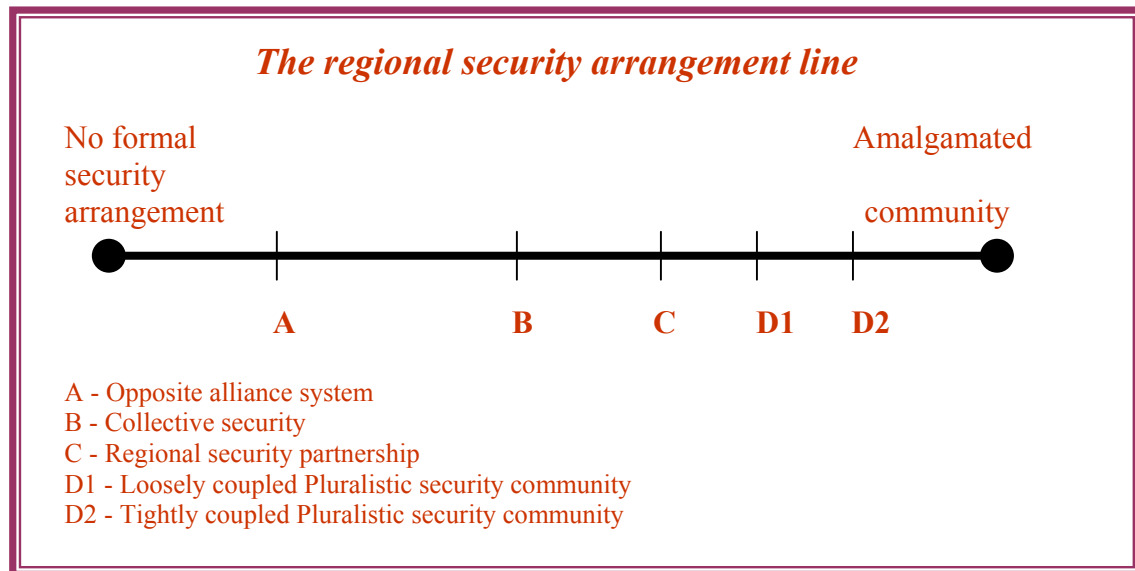 The regional security arrangement line
No formal
security
arrangement
Amalgamated
community
A
B
C
D1
D2
A - Opposite alliance system
B - Collective security
C - Regional security partnership
D1 - Loosely coupled Pluralistic security community
D2 - Tightly coupled Pluralistic security community